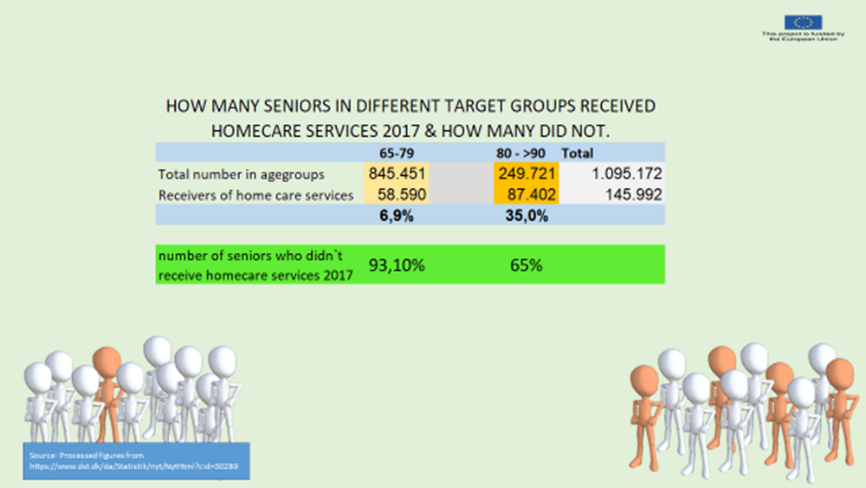 This project is funded by
the European Union
HOW MANY SENIORS IN DIFFERENT TARGET GROUPS RECEIVED
HOMECARE SERVICES 2017 & HOW MANY DID NOT.
65-79 80 - >90 Total
Total number in agegroups 845.451 249.721 1.095.172
Receivers of home care services 58.590 87.402 145.992
6,9% 35,0%
number of seniors who didn`t
receive homecare services 2017 93,10% 65%
Source: Processed figures from
https://www.dst.dk/da/Statistik/nyt/NytHtml?cid=30289